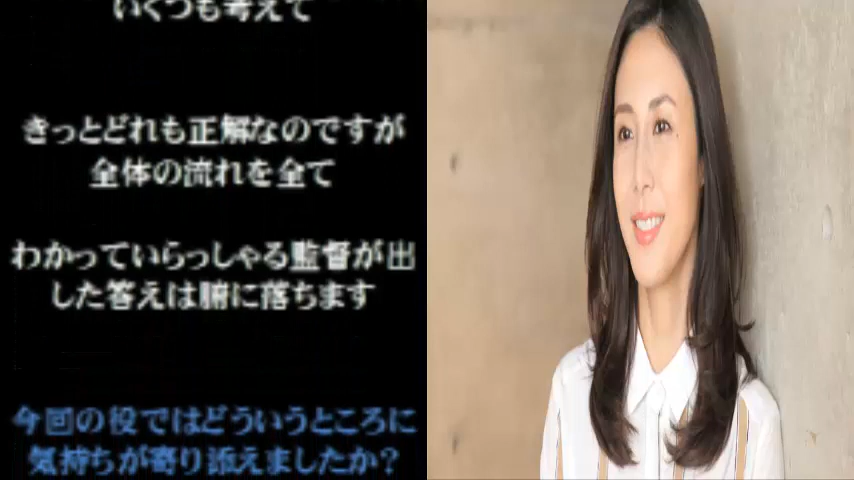 いくつも考えて
きっとどれも正解なのですが
全体の流れを全て
わかっていらっしゃる監督が出
した答えは腑に落ちます
今回の役ではどういうところに
気持ちが寄り添えましたか?